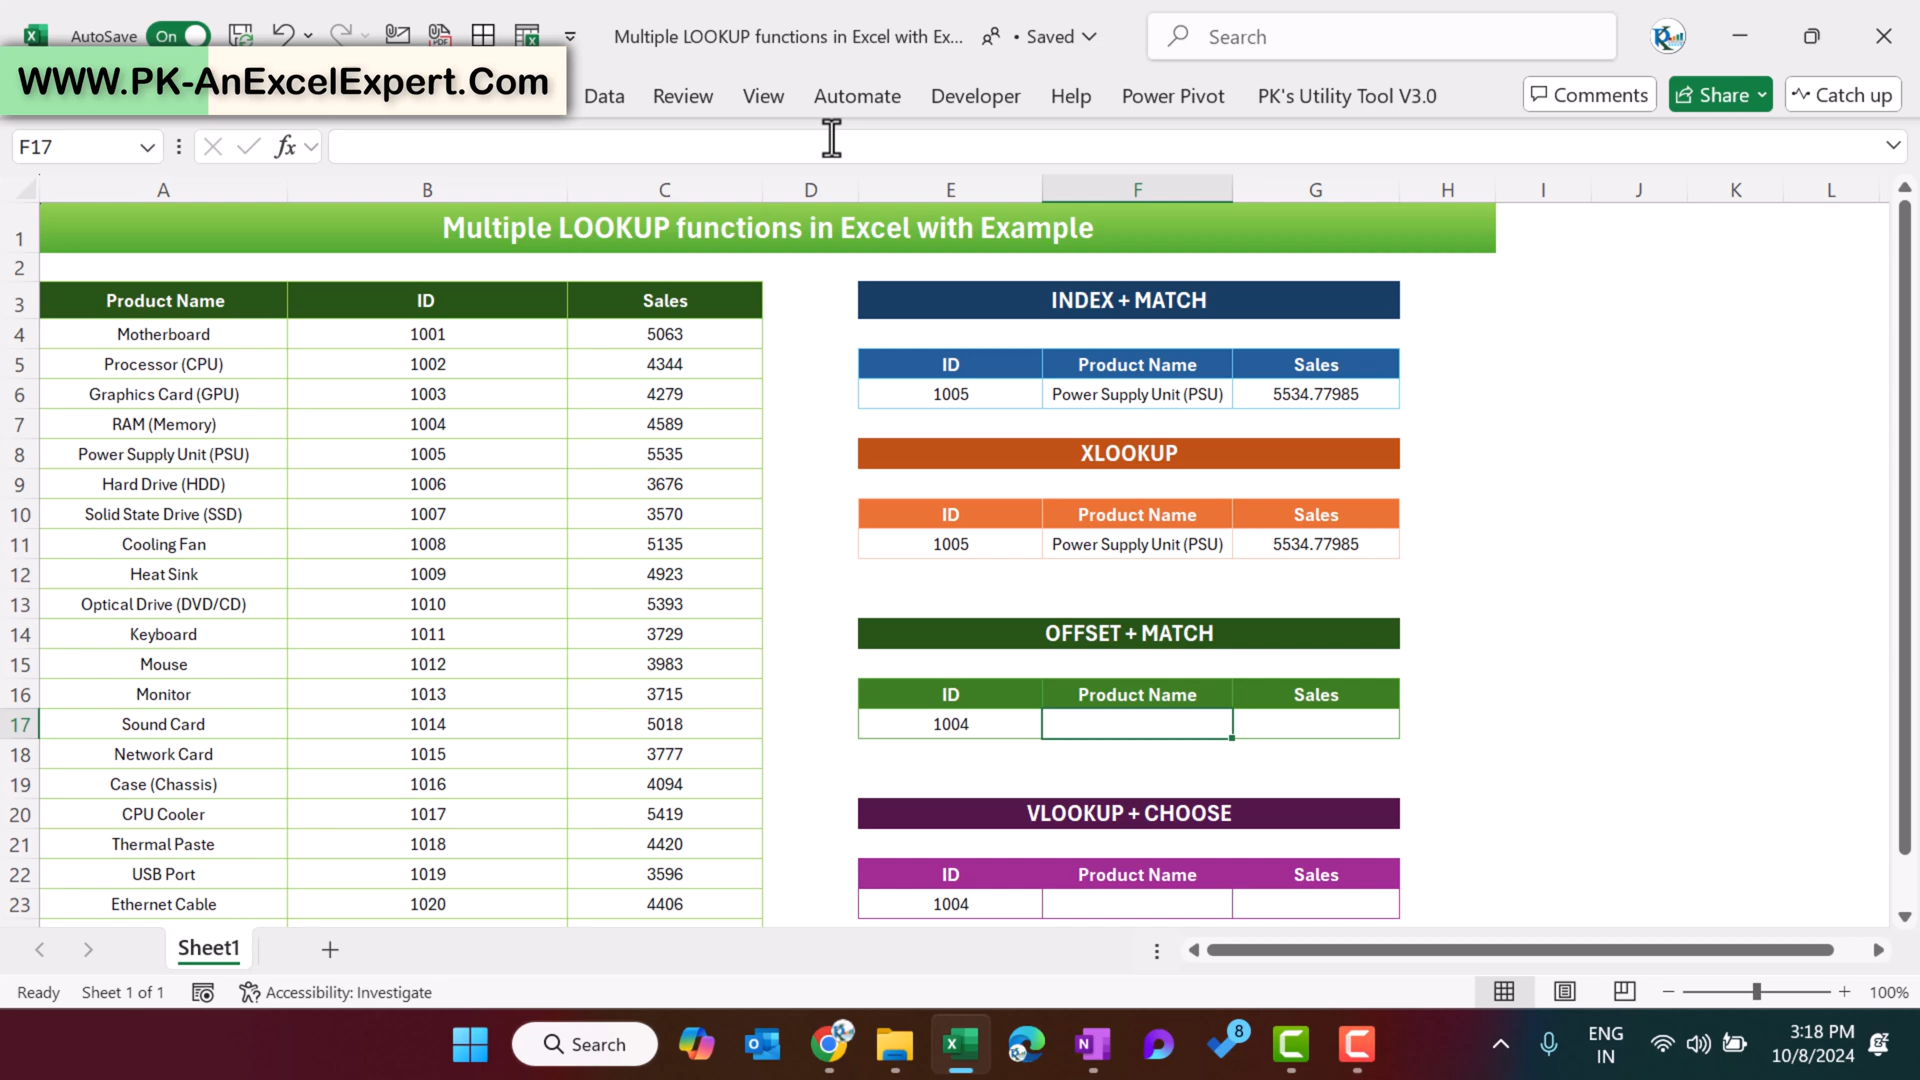 AutoSave On Multiple LOOKUP functions in Excel with Ex... • Saved Search
WWW.PK-AnExcelExpert.Com
Data Review View Automate Developer Help Power Pivot PK's Utility Tool V3.0 Comments Share Catch up
F17 fx
A B C D E F G H I J K L
1 Multiple LOOKUP functions in Excel with Example
2
3 Product Name ID Sales INDEX + MATCH
4 Motherboard 1001 5063
5 Processor (CPU) 1002 4344 ID Product Name Sales
6 Graphics Card (GPU) 1003 4279 1005 Power Supply Unit (PSU) 5534.77985
7 RAM (Memory) 1004 4589
8 Power Supply Unit (PSU) 1005 5535 XLOOKUP
9 Hard Drive (HDD) 1006 3676
10 Solid State Drive (SSD) 1007 3570 ID Product Name Sales
11 Cooling Fan 1008 5135 1005 Power Supply Unit (PSU) 5534.77985
12 Heat Sink 1009 4923
13 Optical Drive (DVD/CD) 1010 5393
14 Keyboard 1011 3729 OFFSET + MATCH
15 Mouse 1012 3983
16 Monitor 1013 3715 ID Product Name Sales
17 Sound Card 1014 5018 1004
18 Network Card 1015 3777
19 Case (Chassis) 1016 4094
20 CPU Cooler 1017 5419 VLOOKUP + CHOOSE
21 Thermal Paste 1018 4420
22 USB Port 1019 3596 ID Product Name Sales
23 Ethernet Cable 1020 4406 1004
Sheet1
Ready Sheet 1 of 1 Accessibility: Investigate 100%
Search 8 ENG 3:18 PM
IN 10/8/2024